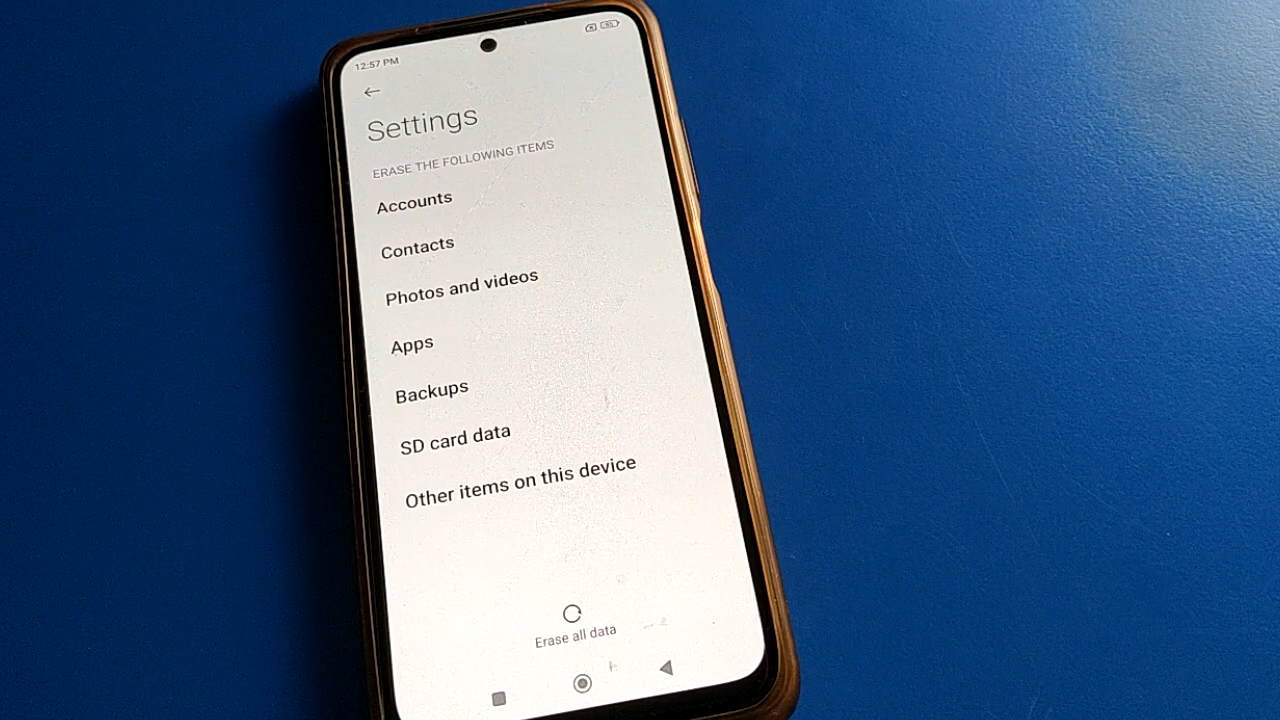 12:57 PM
Settings
ERASE THE FOLLOWING ITEMS
Accounts
Contacts
Photos and videos
Apps
Backups
SD card data
Other items on this device
Erase all data